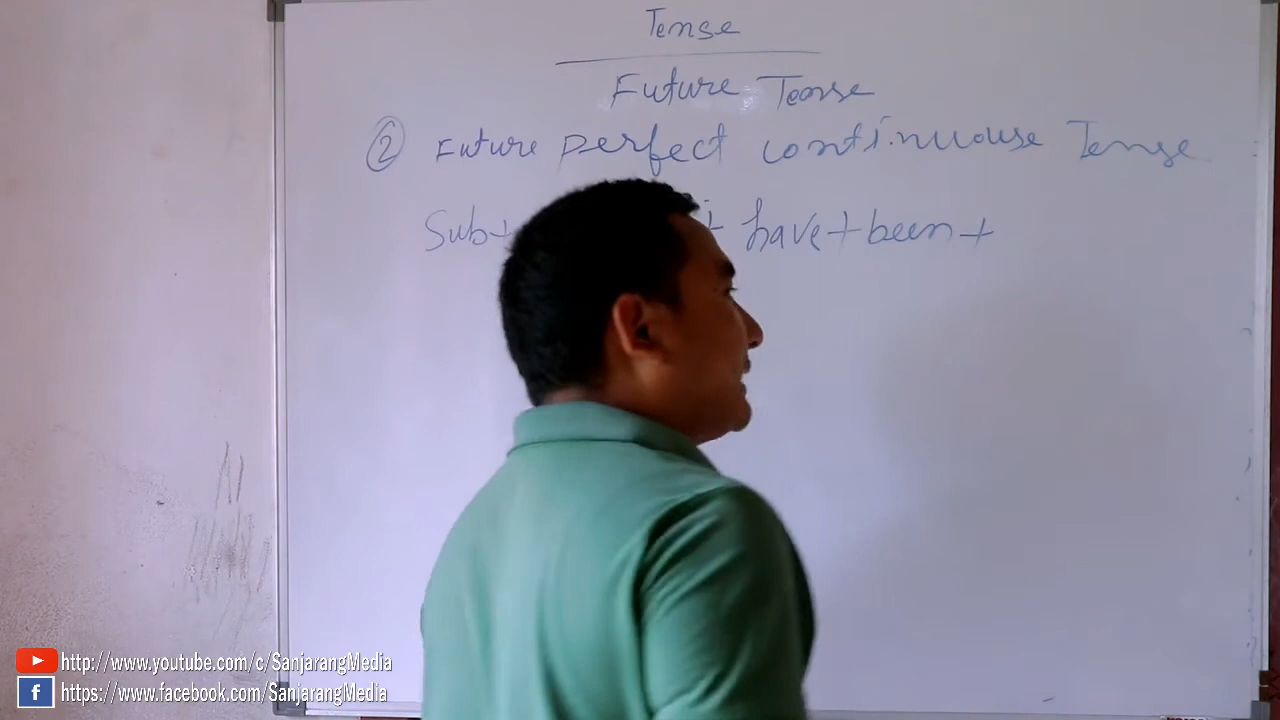 Tense
Future Tense
② Future perfect continuouse Tense
Sub+ + have+been+
http://www.youtube.com/c/SanjarangMedia
https://www.facebook.com/SanjarangMedia